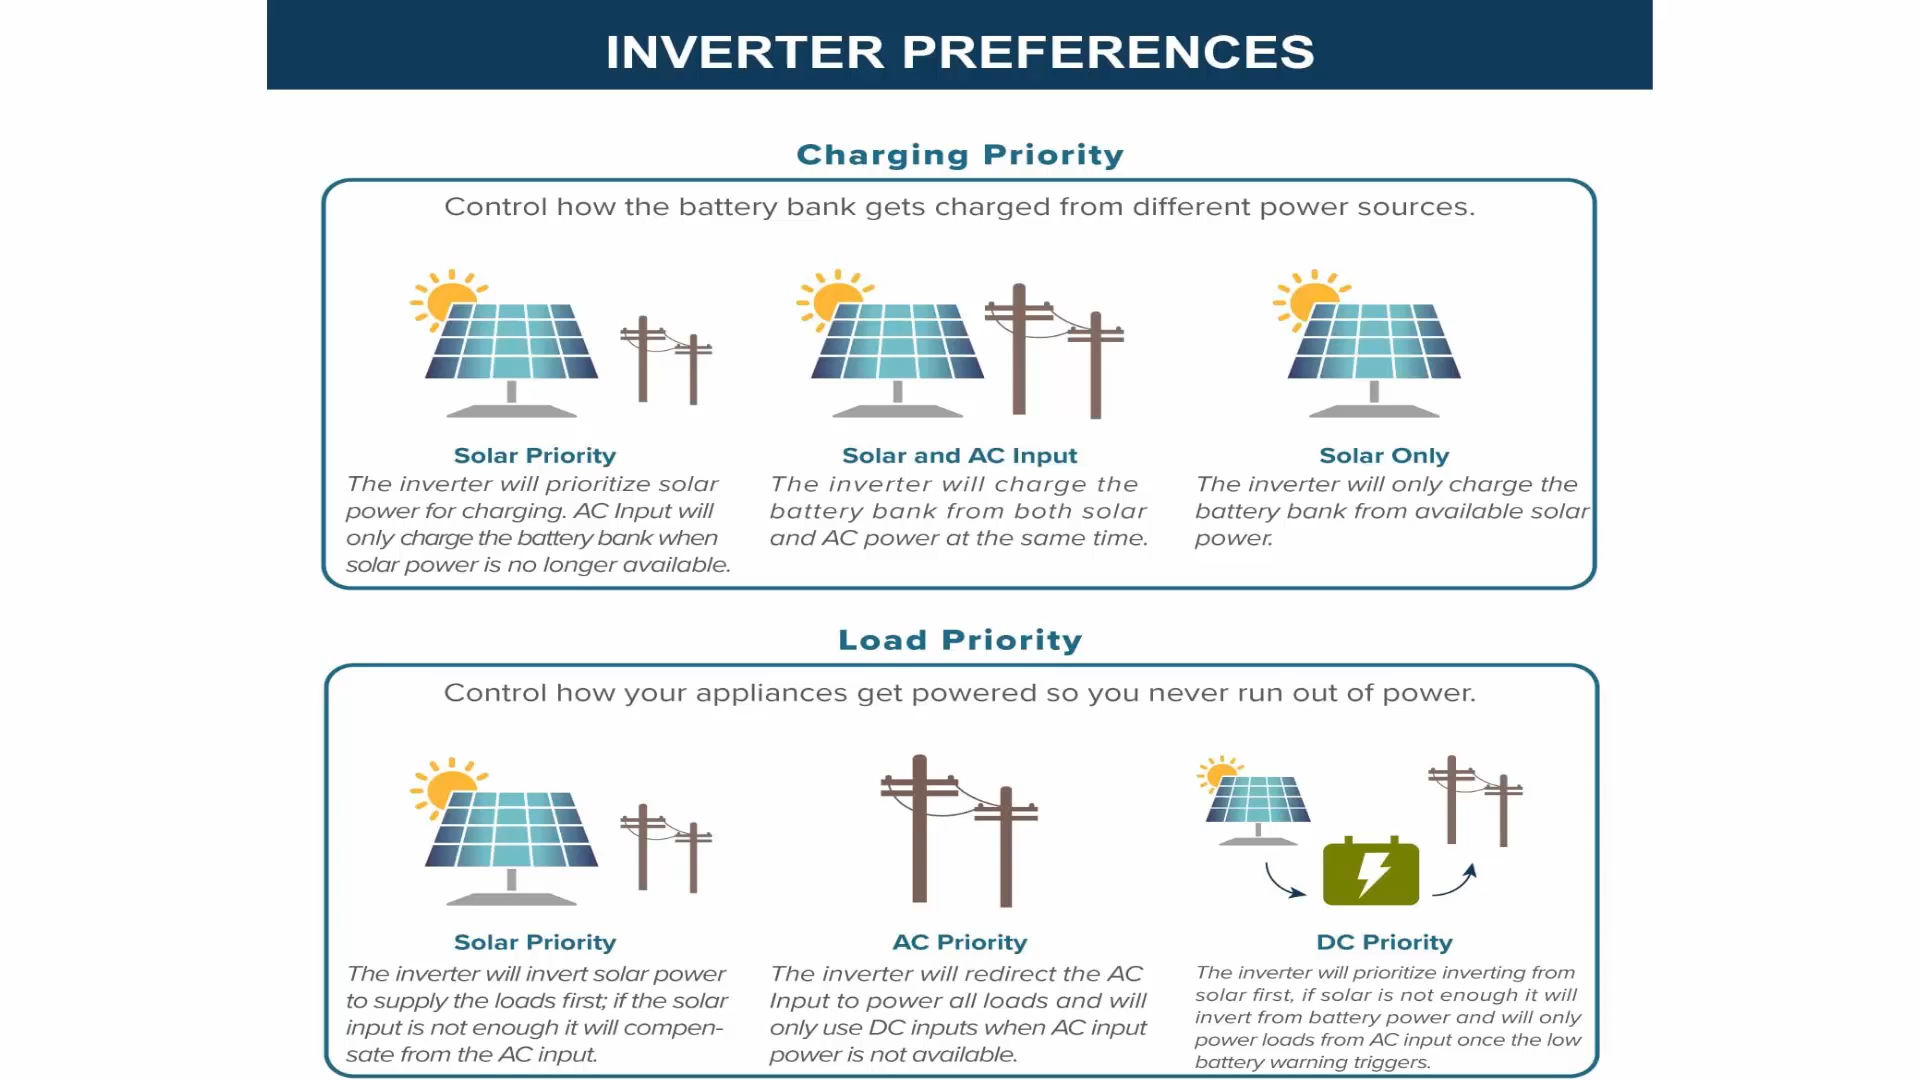 INVERTER PREFERENCES
Charging Priority
Control how the battery bank gets charged from different power sources.
Solar Priority
The inverter will prioritize solar
power for charging. AC Input will
only charge the battery bank when
solar power is no longer available.
Solar and AC Input
The inverter will charge the
battery bank from both solar
and AC power at the same time.
Solar Only
The inverter will only charge the
battery bank from available solar
power.
Load Priority
Control how your appliances get powered so you never run out of power.
Solar Priority
The inverter will invert solar power
to supply the loads first; if the solar
input is not enough it will compen-
sate from the AC input.
AC Priority
The inverter will redirect the AC
Input to power all loads and will
only use DC inputs when AC input
power is not available.
DC Priority
The inverter will prioritize inverting from
solar first, if solar is not enough it will
invert from battery power and will only
power loads from AC input once the low
battery warning triggers.